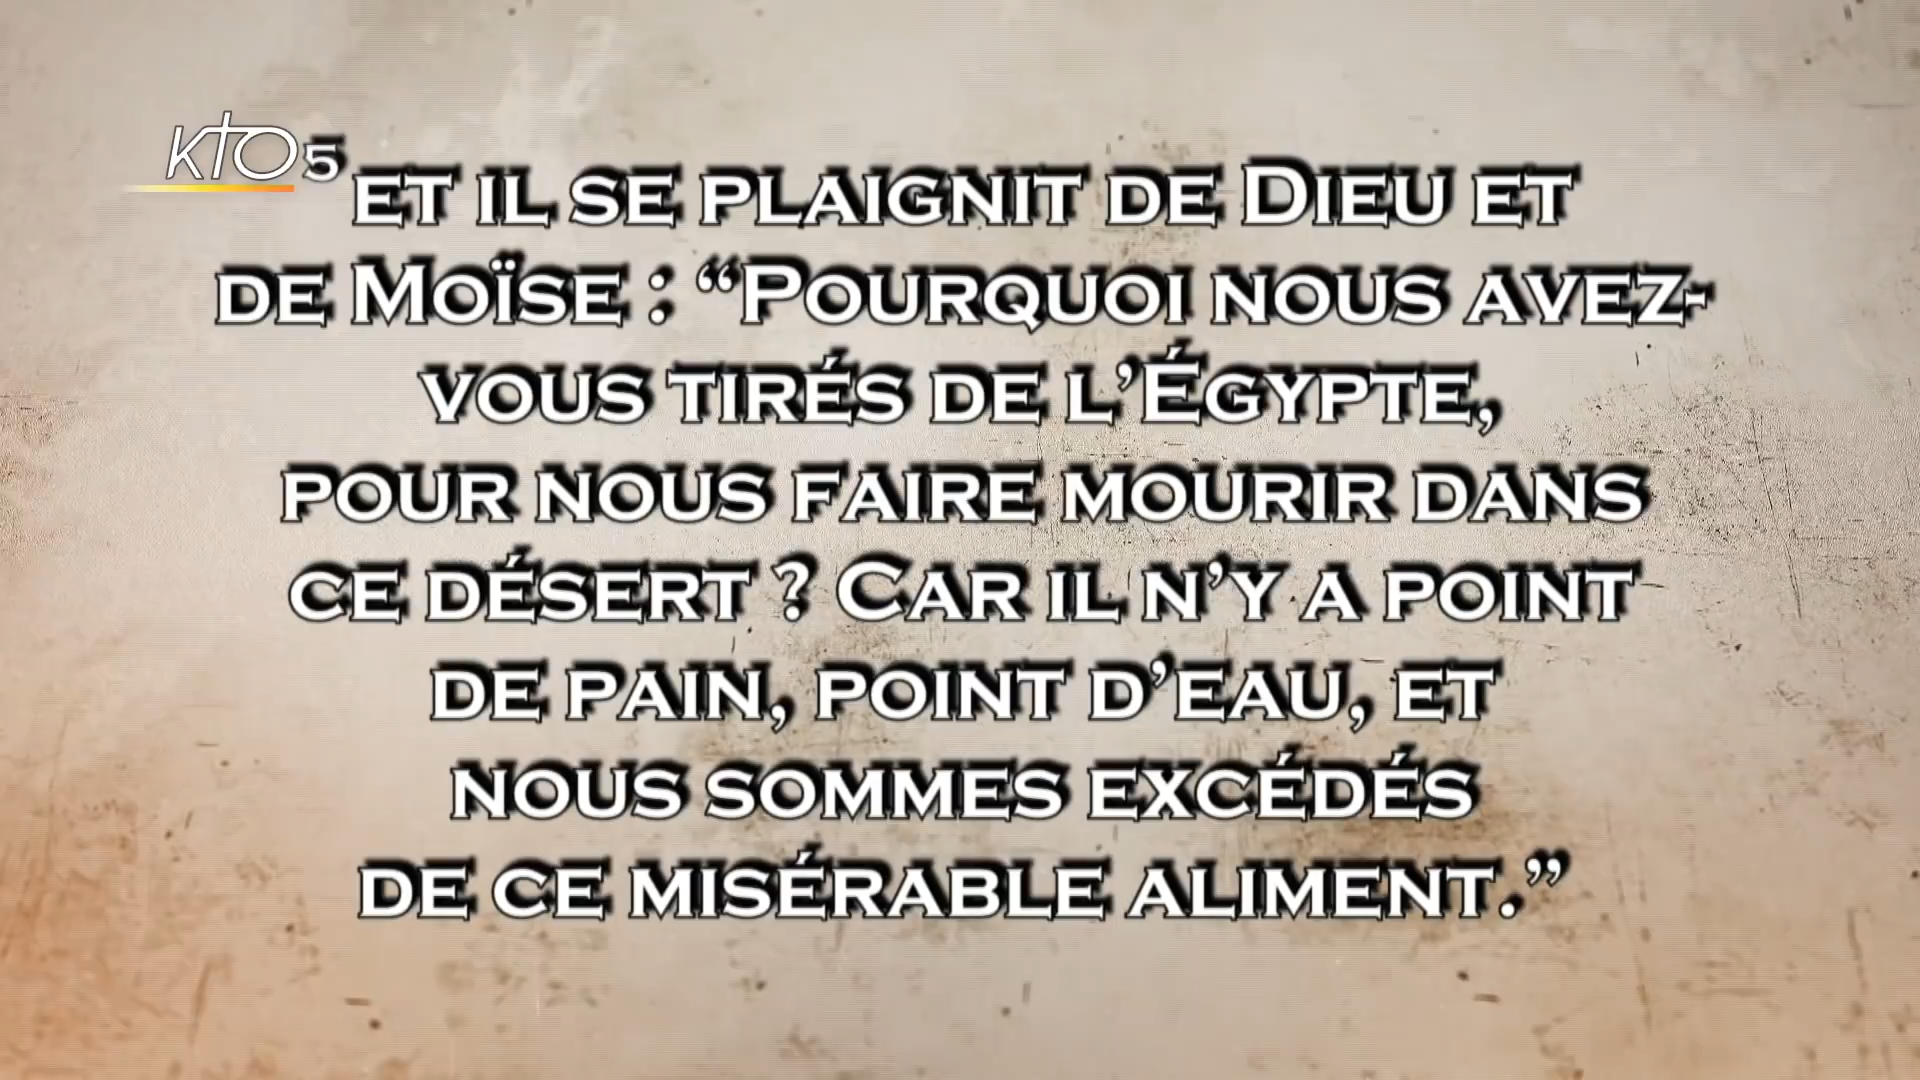 KTO
5 et il se plaignit de Dieu et
de Moïse : “Pourquoi nous avez-
vous tirés de l’Égypte,
pour nous faire mourir dans
ce désert ? Car il n’y a point
de pain, point d’eau, et
nous sommes excédés
de ce misérable aliment.”